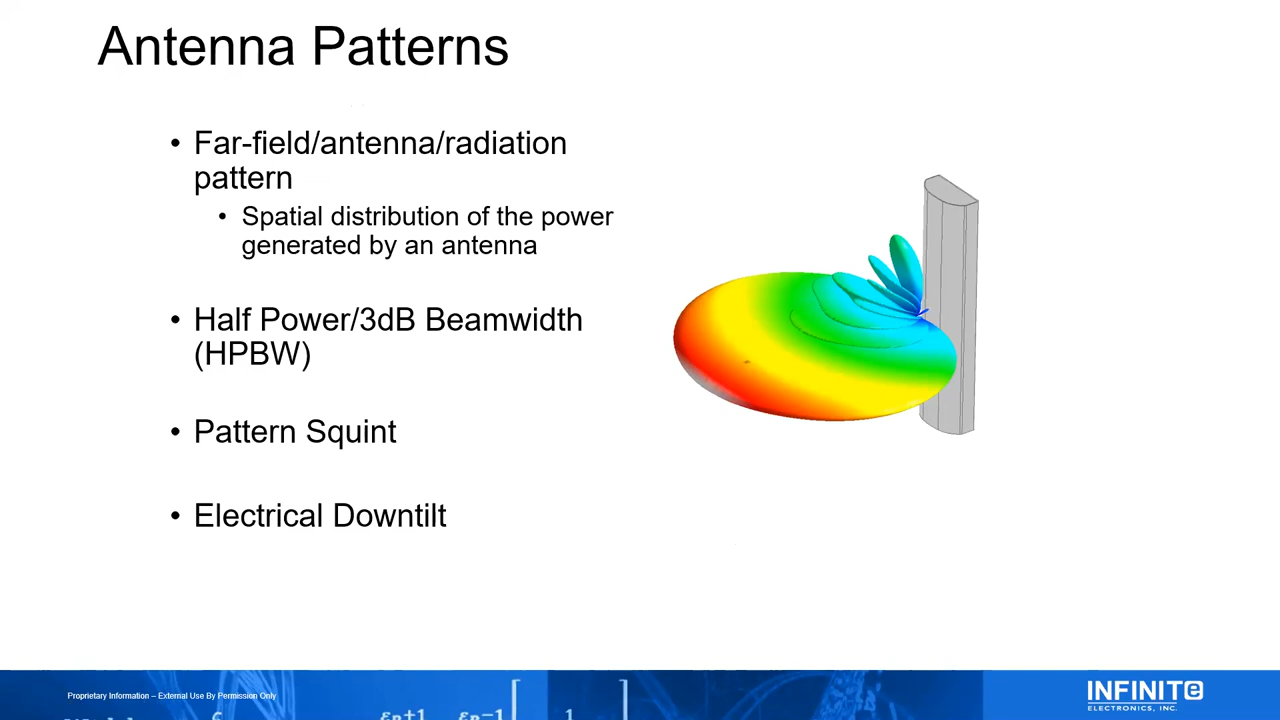 Antenna Patterns
• Far-field/antenna/radiation
pattern
• Spatial distribution of the power
generated by an antenna
• Half Power/3dB Beamwidth
(HPBW)
• Pattern Squint
• Electrical Downtilt
Proprietary Information – External Use By Permission Only
INFINITe
ELECTRONICS, INC.